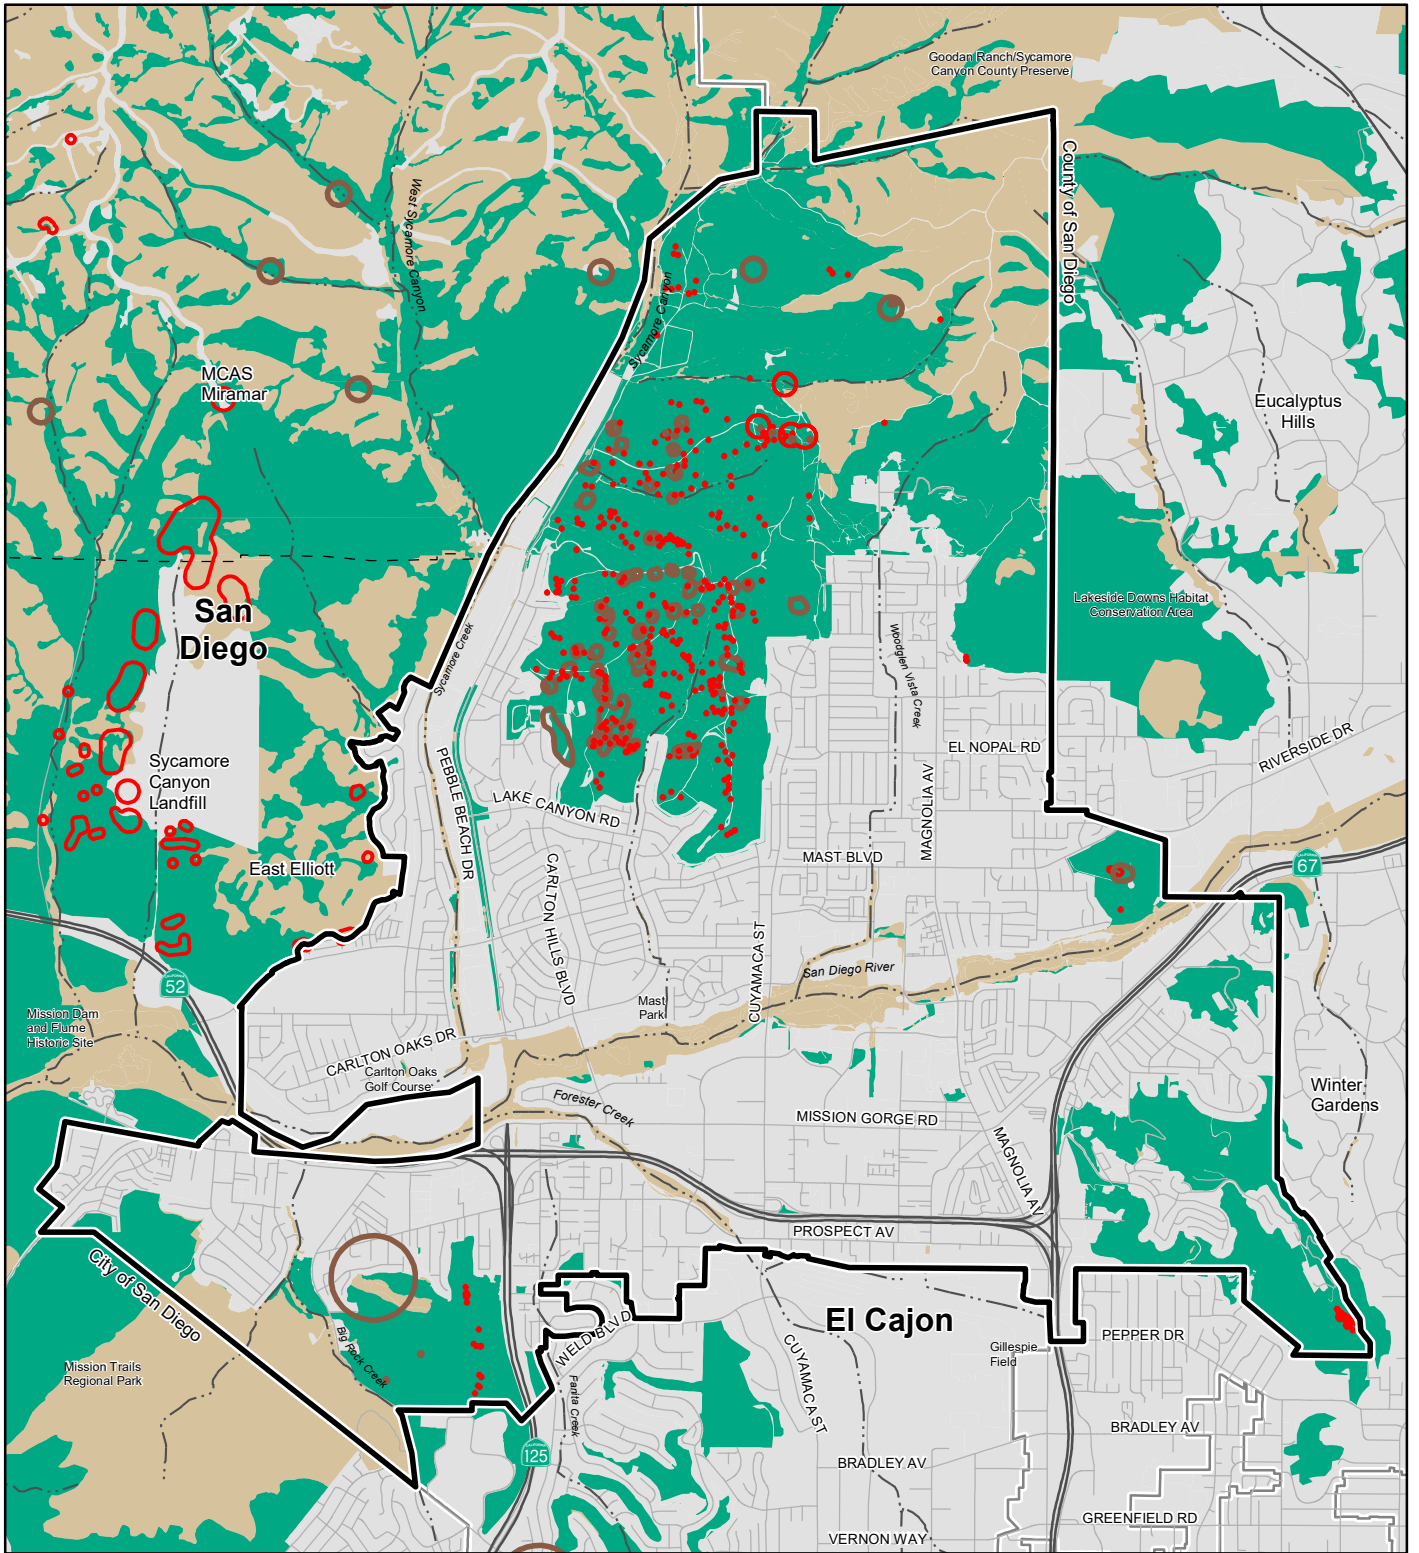 Goodan Ranch/Sycamore
Canyon County Preserve
County of San Diego
West Sycamore Canyon
Sycamore Canyon
MCAS
Miramar
Eucalyptus
Hills
San
Diego
Lakeside Downs Habitat
Conservation Area
Sycamore Creek
Woodglen Vista Creek
EL NOPAL RD
RIVERSIDE DR
Sycamore
Canyon
Landfill
PEBBLE BEACH DR
LAKE CANYON RD
MAGNOLIA AV
MAST BLVD
CALIFORNIA
67
East Elliott
CARLTON HILLS BLVD
CUYAMACA ST
San Diego River
CALIFORNIA
52
Mission Dam
and Flume
Historic Site
Mast
Park
CARLTON OAKS DR
Carlton Oaks
Golf Course
Winter
Gardens
Forester Creek
MISSION GORGE RD
MAGNOLIA AV
PROSPECT AV
City of San Diego
El Cajon
WELD BLVD
PEPPER DR
Gillespie
Field
Big Rock Creek
Mission Trails
Regional Park
CUYAMACA ST
Fanita Creek
BRADLEY AV
CALIFORNIA
125
BRADLEY AV
GREENFIELD RD
VERNON WAY